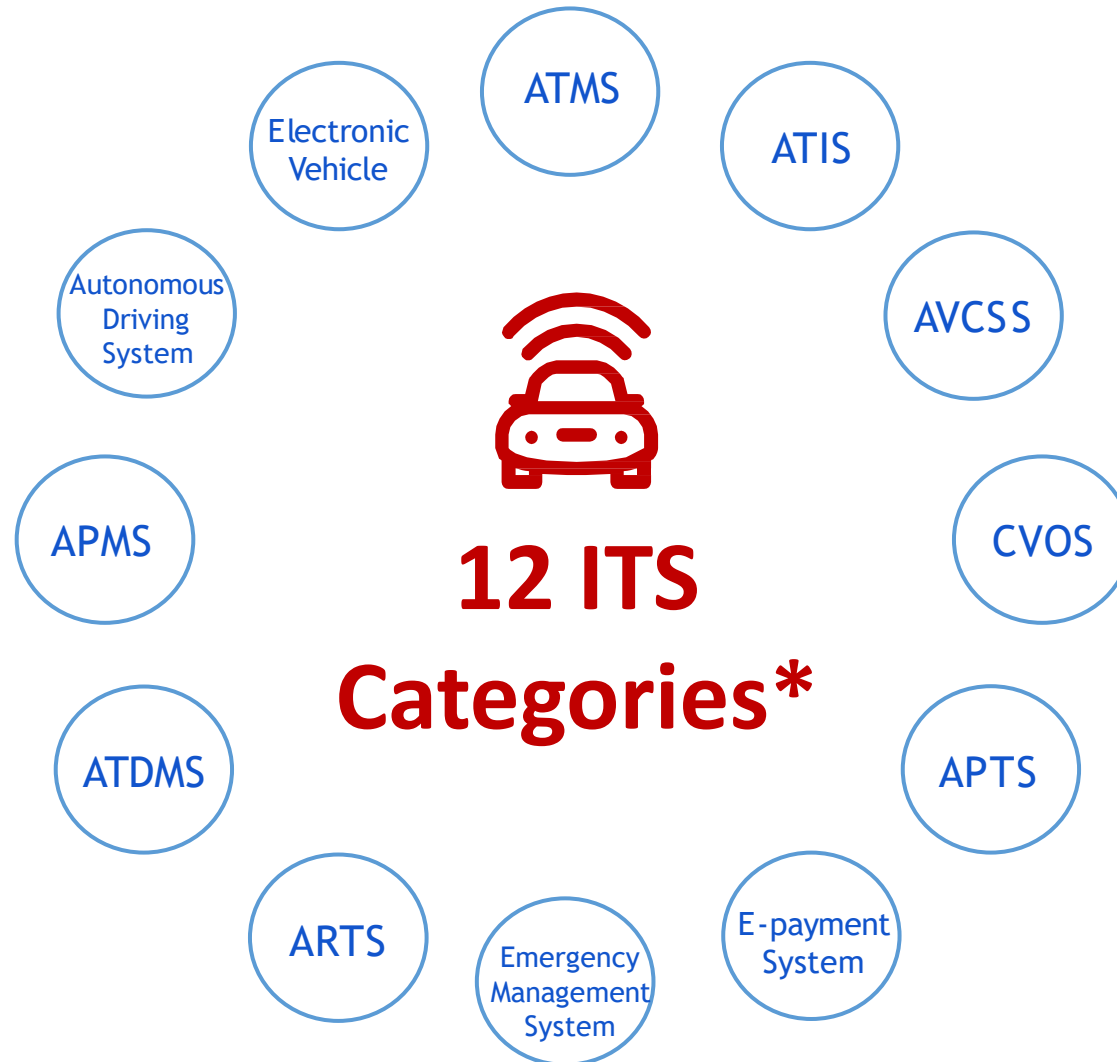 ATMS
ATIS
AVCSS
CVOS
APTS
E-payment
System
Emergency
Management
System
ARTS
ATDMS
APMS
Autonomous
Driving
System
Electronic
Vehicle
12 ITS
Categories*